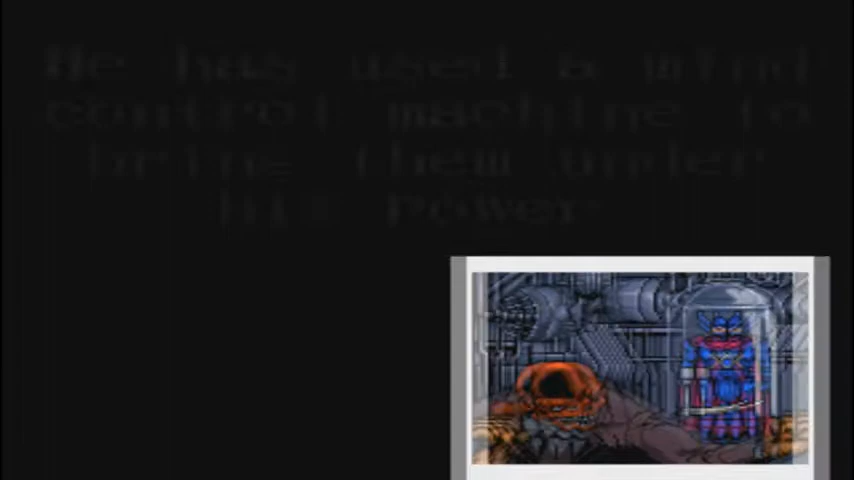 He has used a mind
control machine to
bring them under
his power